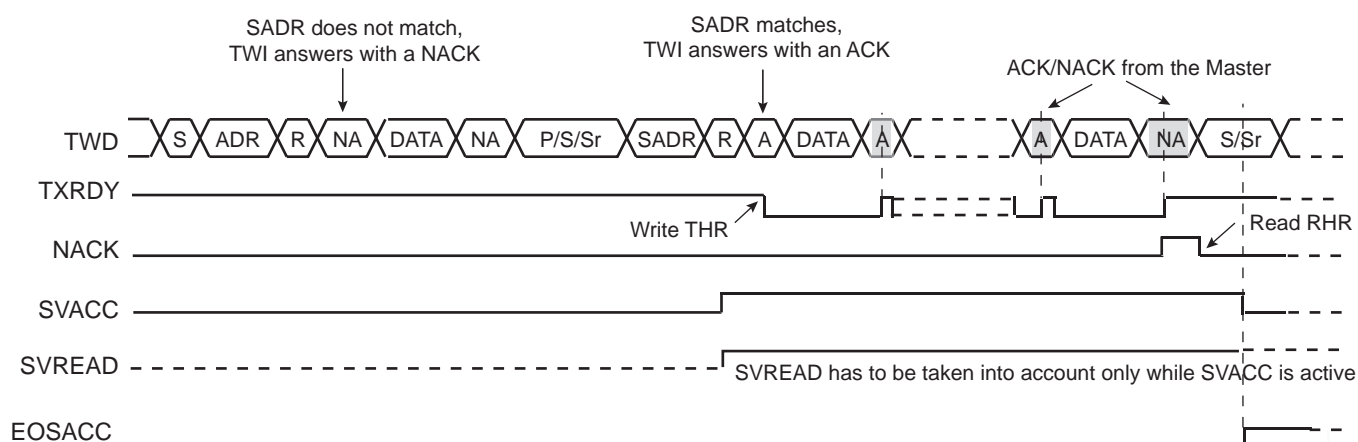 SADR does not match,
TWI answers with a NACK
SADR matches,
TWI answers with an ACK
ACK/NACK from the Master
TWD S ADR R NA DATA NA P/S/Sr SADR R A DATA A A DATA NA S/Sr
TXRDY
Write THR
Read RHR
NACK
SVACC
SVREAD
SVREAD has to be taken into account only while SVACC is active
EOSACC